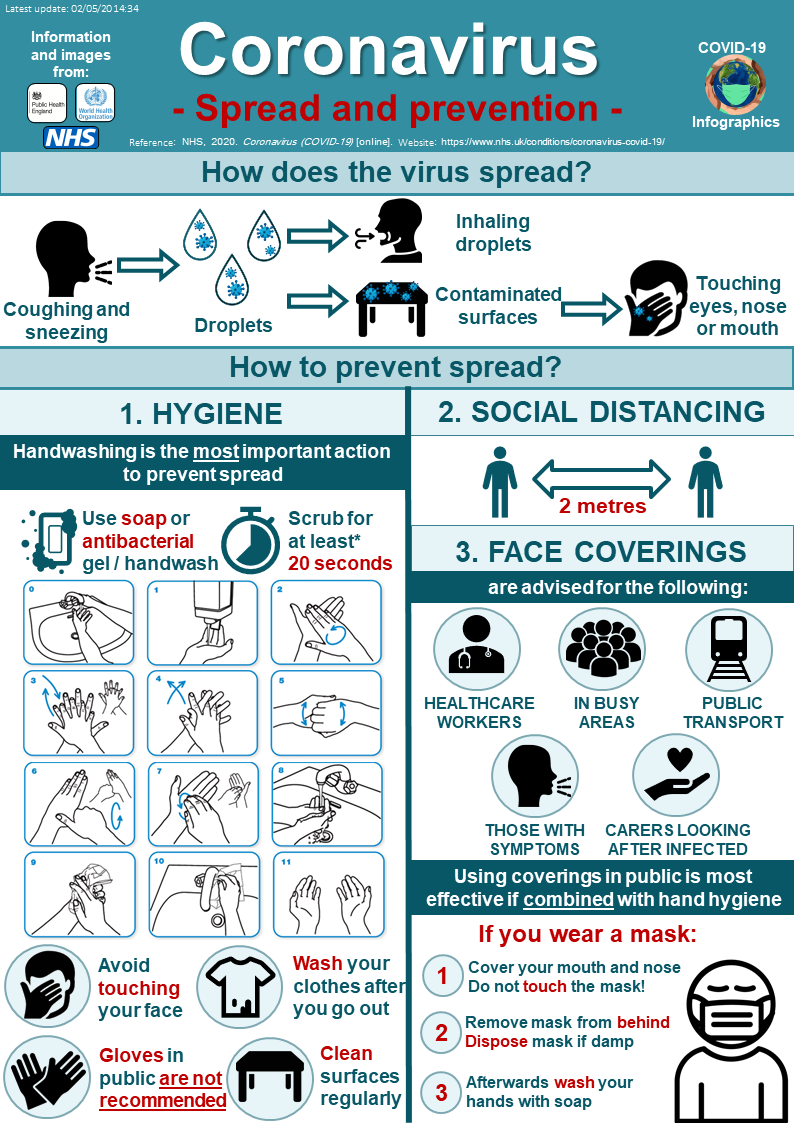 Last update: 02/05/2014:34
Information
and images
from:
Public Health
England
World Health
Organization
NHS
Coronavirus
- Spread and prevention -
Reference: NHS, 2020. Coronavirus (COVID-19) [online]. Website: https://www.nhs.uk/conditions/coronavirus-covid-19/
COVID-19
Infographics
How does the virus spread?
Coughing and
sneezing
Droplets
Inhaling
droplets
Contaminated
surfaces
Touching
eyes, nose
or mouth
How to prevent spread?
1. HYGIENE
Handwashing is the most important action
to prevent spread
Use soap or
antibacterial
gel / handwash
Scrub for
at least*
20 seconds
0
1
2
3
4
5
6
7
8
9
10
11
Avoid
touching
your face
Wash your
clothes after
you go out
Gloves in
public are not
recommended
Clean
surfaces
regularly
2. SOCIAL DISTANCING
2 metres
3. FACE COVERINGS
are advised for the following:
HEALTHCARE
WORKERS
IN BUSY
AREAS
PUBLIC
TRANSPORT
THOSE WITH
SYMPTOMS
CARERS LOOKING
AFTER INFECTED
Using coverings in public is most
effective if combined with hand hygiene
If you wear a mask:
1
Cover your mouth and nose
Do not touch the mask!
2
Remove mask from behind
Dispose mask if damp
3
Afterwards wash your
hands with soap